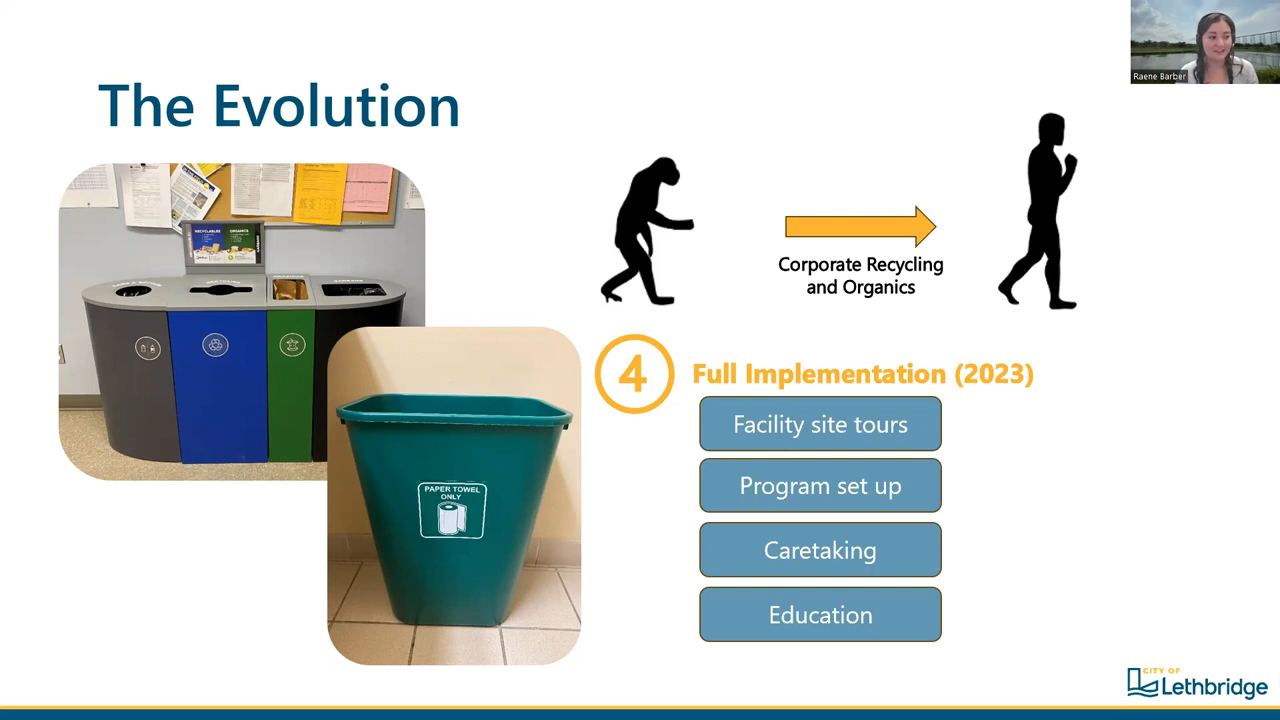 Raene Barber
The Evolution
RECYCLABLES
ORGANICS
Corporate Recycling
and Organics
4
Full Implementation (2023)
Facility site tours
PAPER TOWEL
ONLY
Program set up
Caretaking
Education
CITY OF
Lethbridge